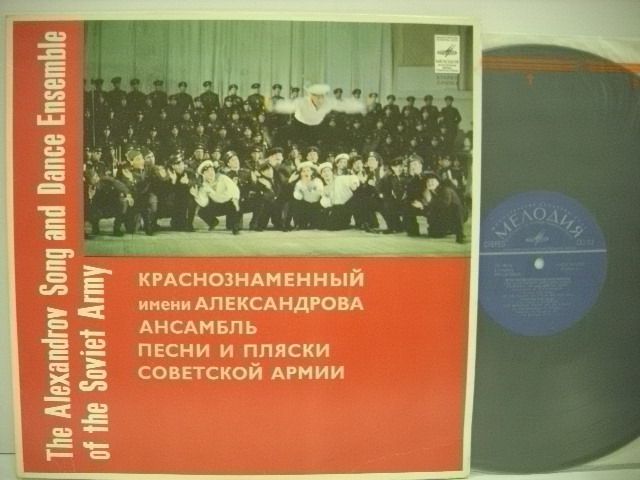 The Alexandrov Song and Dance Ensemble
of the Soviet Army
КРАСНОЗНАМЕННЫЙ
имени АЛЕКСАНДРОВА
АНСАМБЛЬ
ПЕСНИ И ПЛЯСКИ
СОВЕТСКОЙ АРМИИ
МЕЛОДИЯ
СТЕРЕО